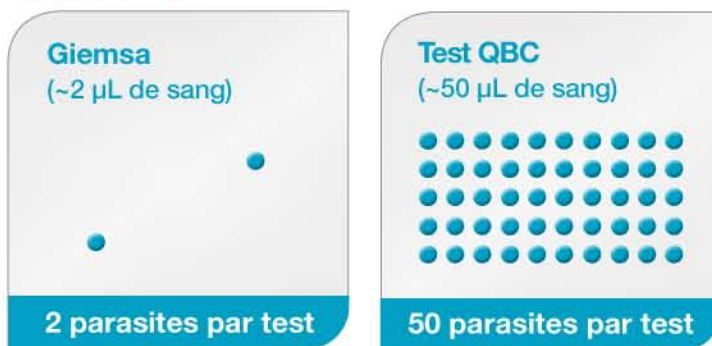 Giemsa
(~2 µL de sang)
2 parasites par test
Test QBC
(~50 µL de sang)
50 parasites par test